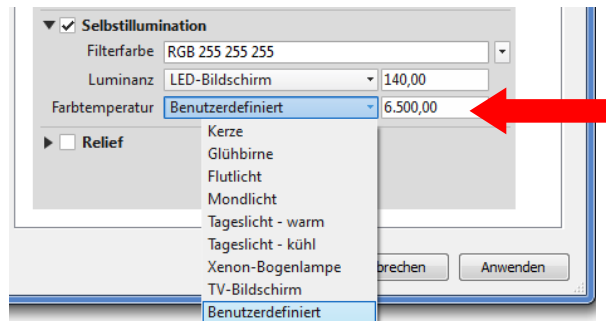 Selbstillumination
Filterfarbe RGB 255 255 255
Luminanz LED-Bildschirm 140,00
Farbtemperatur Benutzerdefiniert 6.500,00
Kerze
Relief
Glühbirne
Flutlicht
Mondlicht
Tageslicht - warm
Tageslicht - kühl
Xenon-Bogenlampe brechen Anwenden
TV-Bildschirm
Benutzerdefiniert